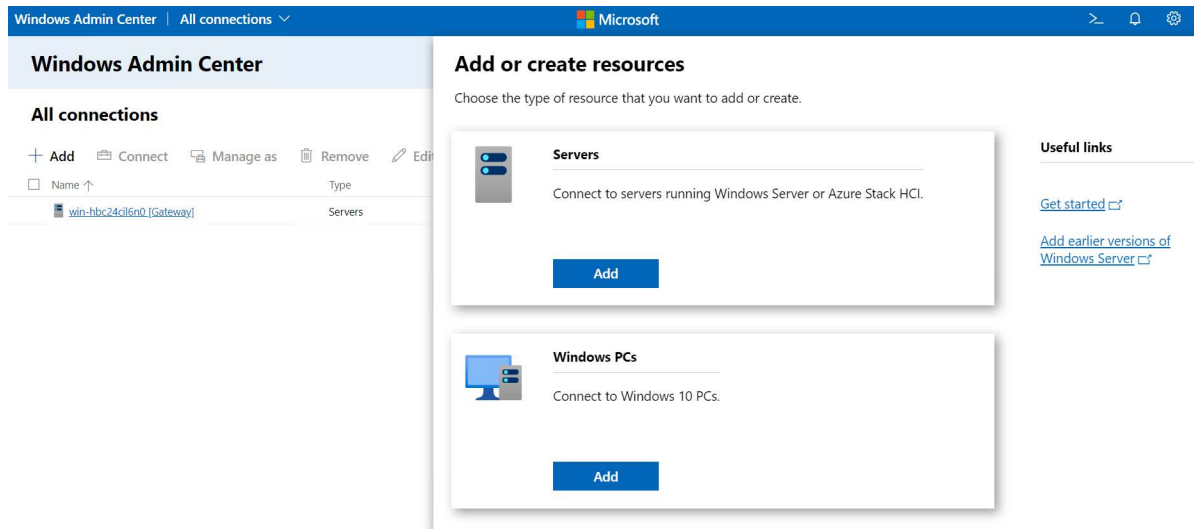 Windows Admin Center | All connections
Microsoft
Windows Admin Center
All connections
Add Connect Manage as Remove Edit
Name Type
win-hbc24cil6n0 [Gateway] Servers
Add or create resources
Choose the type of resource that you want to add or create.
Servers
Connect to servers running Windows Server or Azure Stack HCI.
Add
Windows PCs
Connect to Windows 10 PCs.
Add
Useful links
Get started
Add earlier versions of
Windows Server